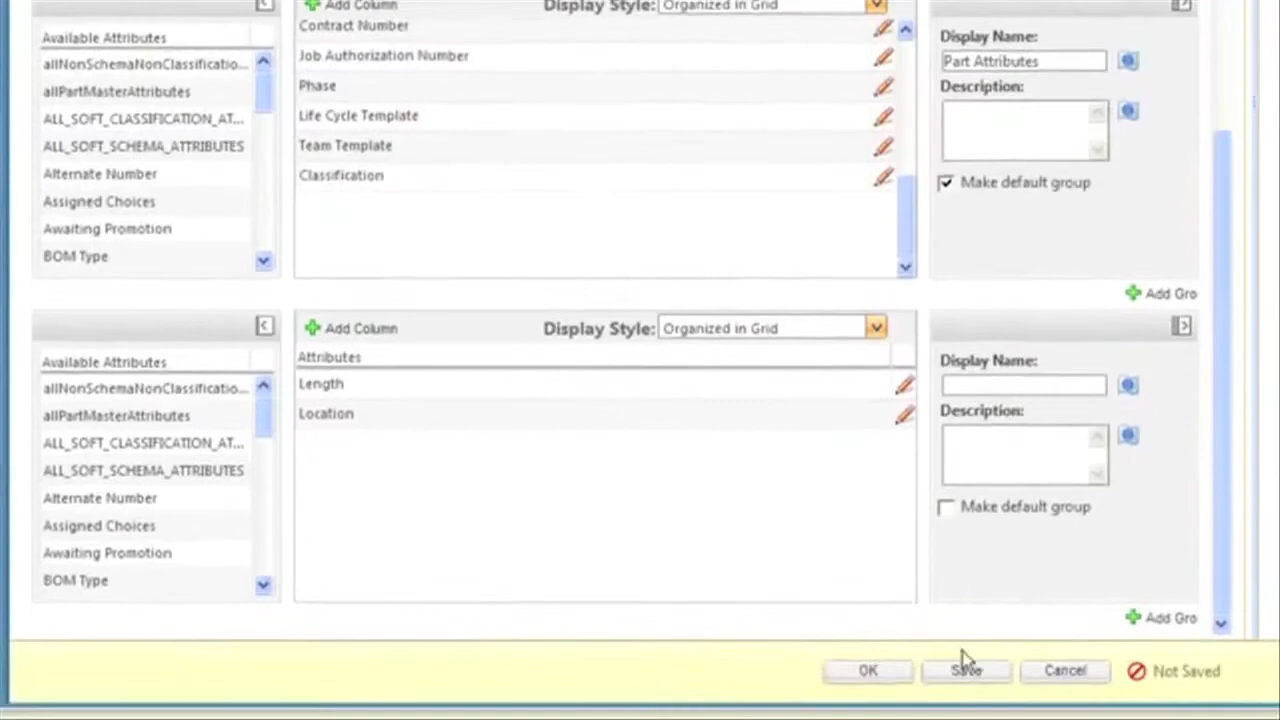 Add Column
Display Style:
Organized in Grid
Available Attributes
allNonSchemaNonClassificatio...
allPartMasterAttributes
ALL_SOFT_CLASSIFICATION_AT...
ALL_SOFT_SCHEMA_ATTRIBUTES
Alternate Number
Assigned Choices
Awaiting Promotion
BOM Type
Contract Number
Job Authorization Number
Phase
Life Cycle Template
Team Template
Classification
Display Name:
Part Attributes
Description:
Make default group
Add Gro
Add Column
Display Style:
Organized in Grid
Available Attributes
allNonSchemaNonClassificatio...
allPartMasterAttributes
ALL_SOFT_CLASSIFICATION_AT...
ALL_SOFT_SCHEMA_ATTRIBUTES
Alternate Number
Assigned Choices
Awaiting Promotion
BOM Type
Attributes
Length
Location
Display Name:
Description:
Make default group
Add Gro
OK
Save
Cancel
Not Saved